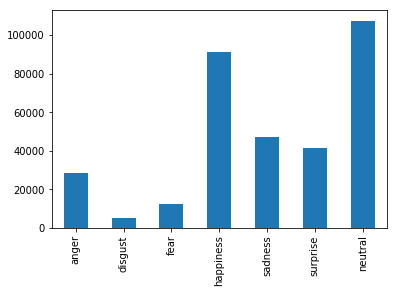 100000
80000
60000
40000
20000
0
anger
disgust
fear
happiness
sadness
surprise
neutral